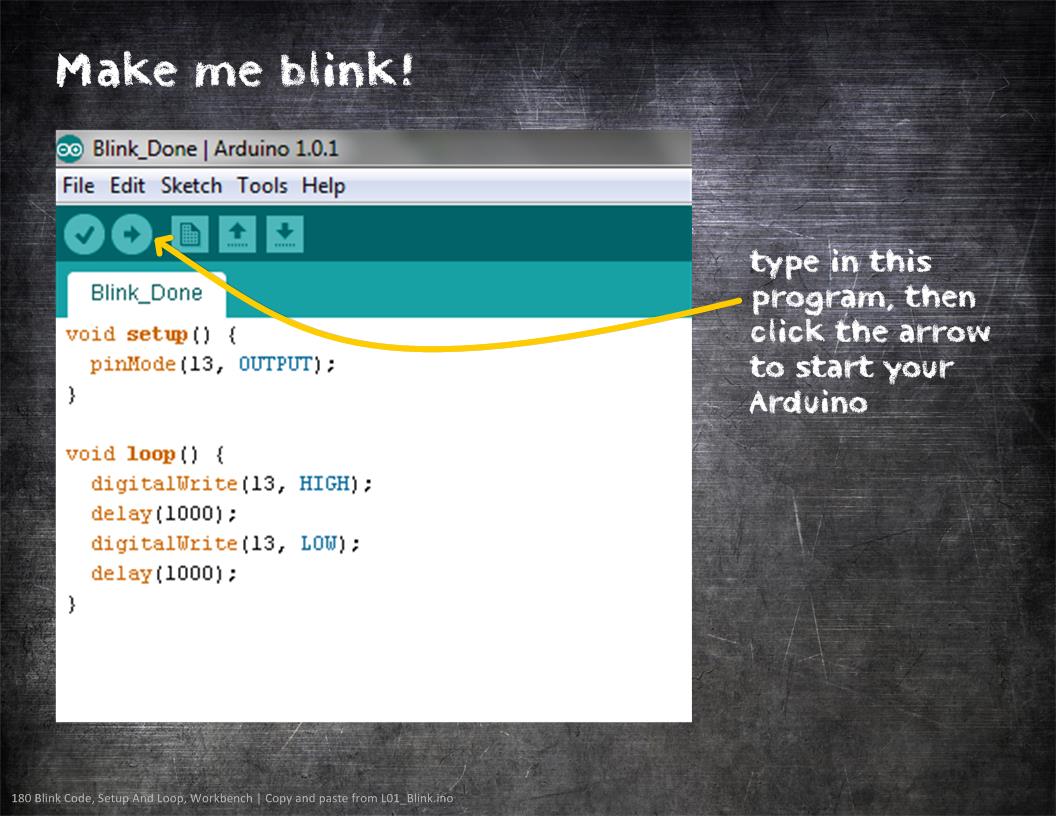 Make me blink!
Blink_Done | Arduino 1.0.1
File Edit Sketch Tools Help
Blink_Done
void setup() {
  pinMode(13, OUTPUT);
}
void loop() {
  digitalWrite(13, HIGH);
  delay(1000);
  digitalWrite(13, LOW);
  delay(1000);
}
type in this
program, then
click the arrow
to start your
Arduino
180 Blink Code, Setup And Loop, Workbench | Copy and paste from L01_Blink.ino